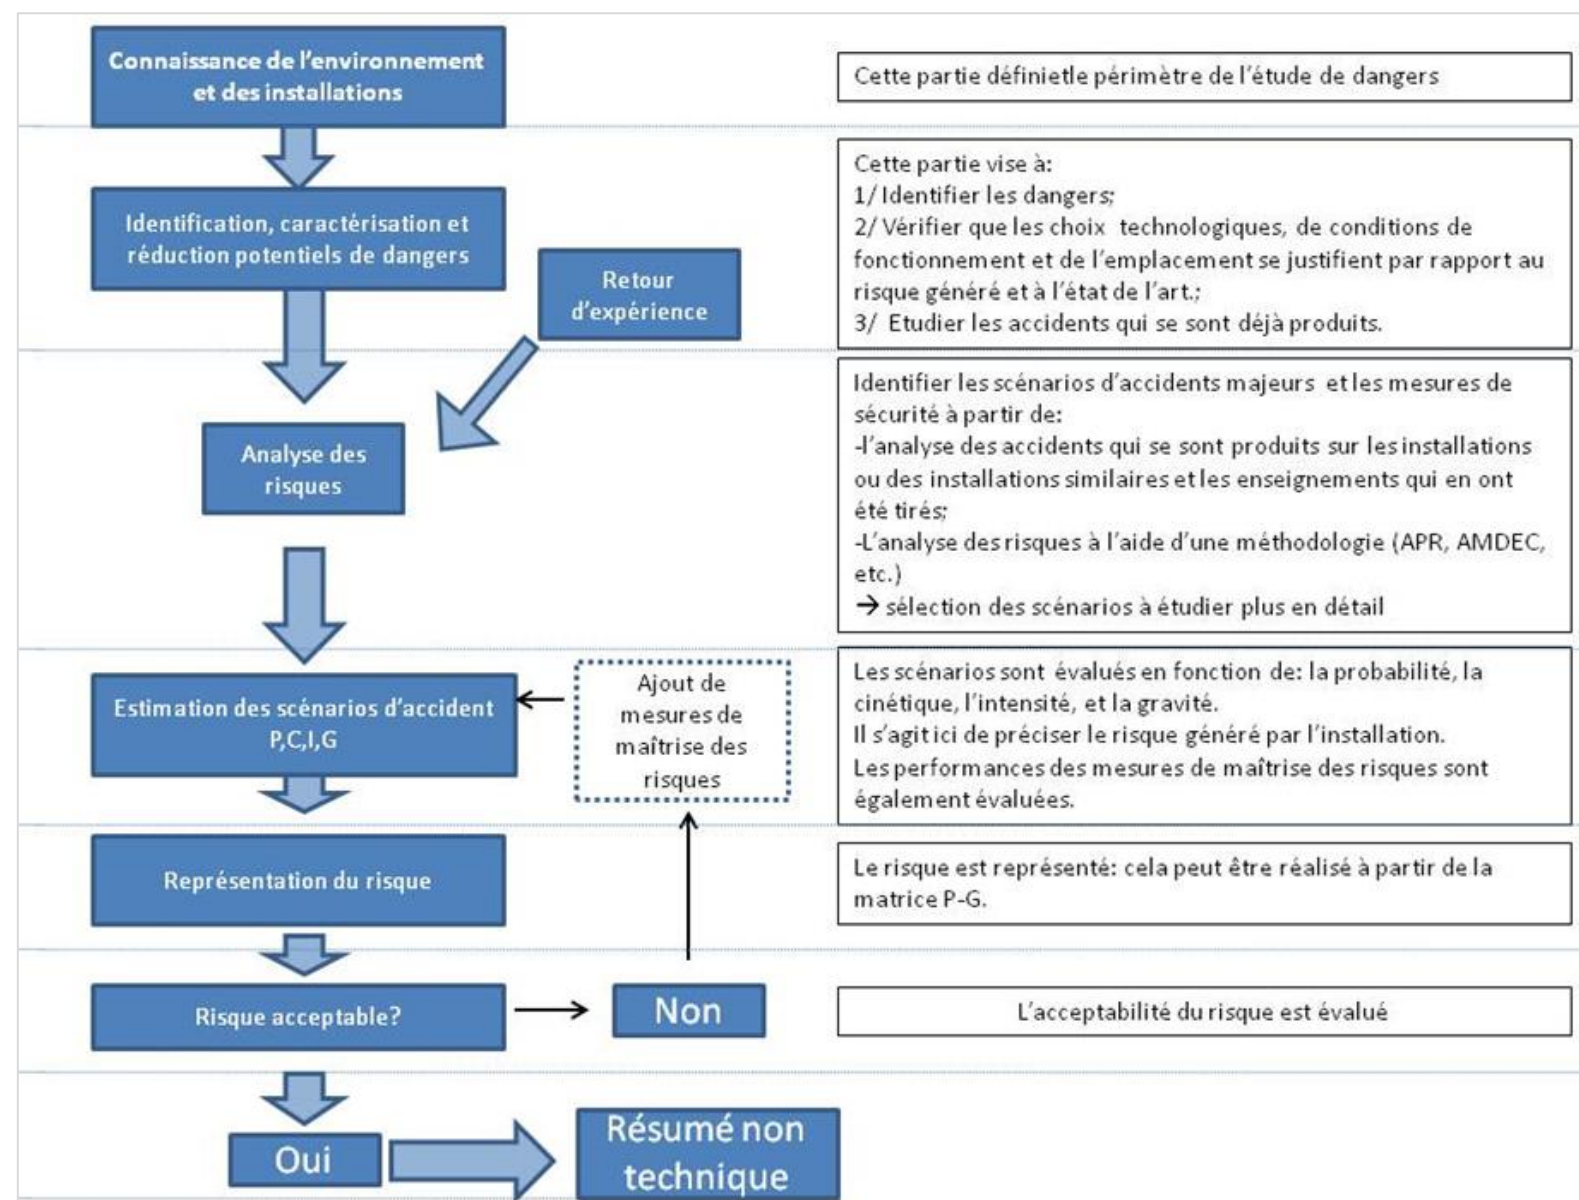 Connaissance de l'environnement
et des installations
Cette partie définietle périmètre de l'étude de dangers
Identification, caractérisation et
réduction potentiels de dangers
Retour
d'expérience
Cette partie vise à:
1/ Identifier les dangers;
2/ Vérifier que les choix technologiques, de conditions de
fonctionnement et de l'emplacement se justifient par rapport au
risque généré et à l'état de l'art.;
3/ Etudier les accidents qui se sont déjà produits.
Analyse des
risques
Identifier les scénarios d'accidents majeurs et les mesures de
sécurité à partir de:
-l'analyse des accidents qui se sont produits sur les installations
ou des installations similaires et les enseignements qui en ont
été tirés;
-L'analyse des risques à l'aide d'une méthodologie (APR, AMDEC,
etc.)
→ sélection des scénarios à étudier plus en détail
Estimation des scénarios d'accident
P,C,I,G
Ajout de
mesures de
maîtrise des
risques
Les scénarios sont évalués en fonction de: la probabilité, la
cinétique, l'intensité, et la gravité.
Il s'agit ici de préciser le risque généré par l'installation.
Les performances des mesures de maîtrise des risques sont
également évaluées.
Représentation du risque
Le risque est représenté: cela peut être réalisé à partir de la
matrice P-G.
Risque acceptable?
Non
L'acceptabilité du risque est évalué
Oui
Résumé non
technique